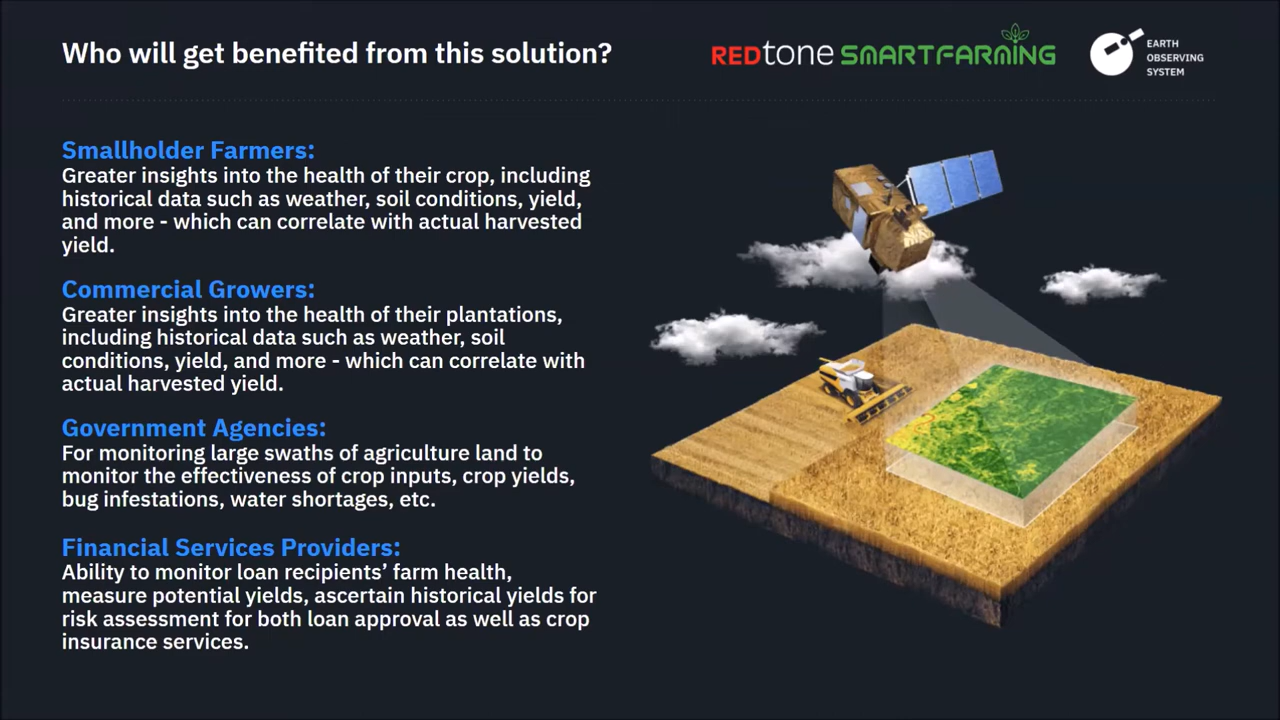 Who will get benefited from this solution?
REDtone SMARTFARMING
EARTH
OBSERVING
SYSTEM
Smallholder Farmers:
Greater insights into the health of their crop, including
historical data such as weather, soil conditions, yield,
and more - which can correlate with actual harvested
yield.
Commercial Growers:
Greater insights into the health of their plantations,
including historical data such as weather, soil
conditions, yield, and more - which can correlate with
actual harvested yield.
Government Agencies:
For monitoring large swaths of agriculture land to
monitor the effectiveness of crop inputs, crop yields,
bug infestations, water shortages, etc.
Financial Services Providers:
Ability to monitor loan recipients’ farm health,
measure potential yields, ascertain historical yields for
risk assessment for both loan approval as well as crop
insurance services.